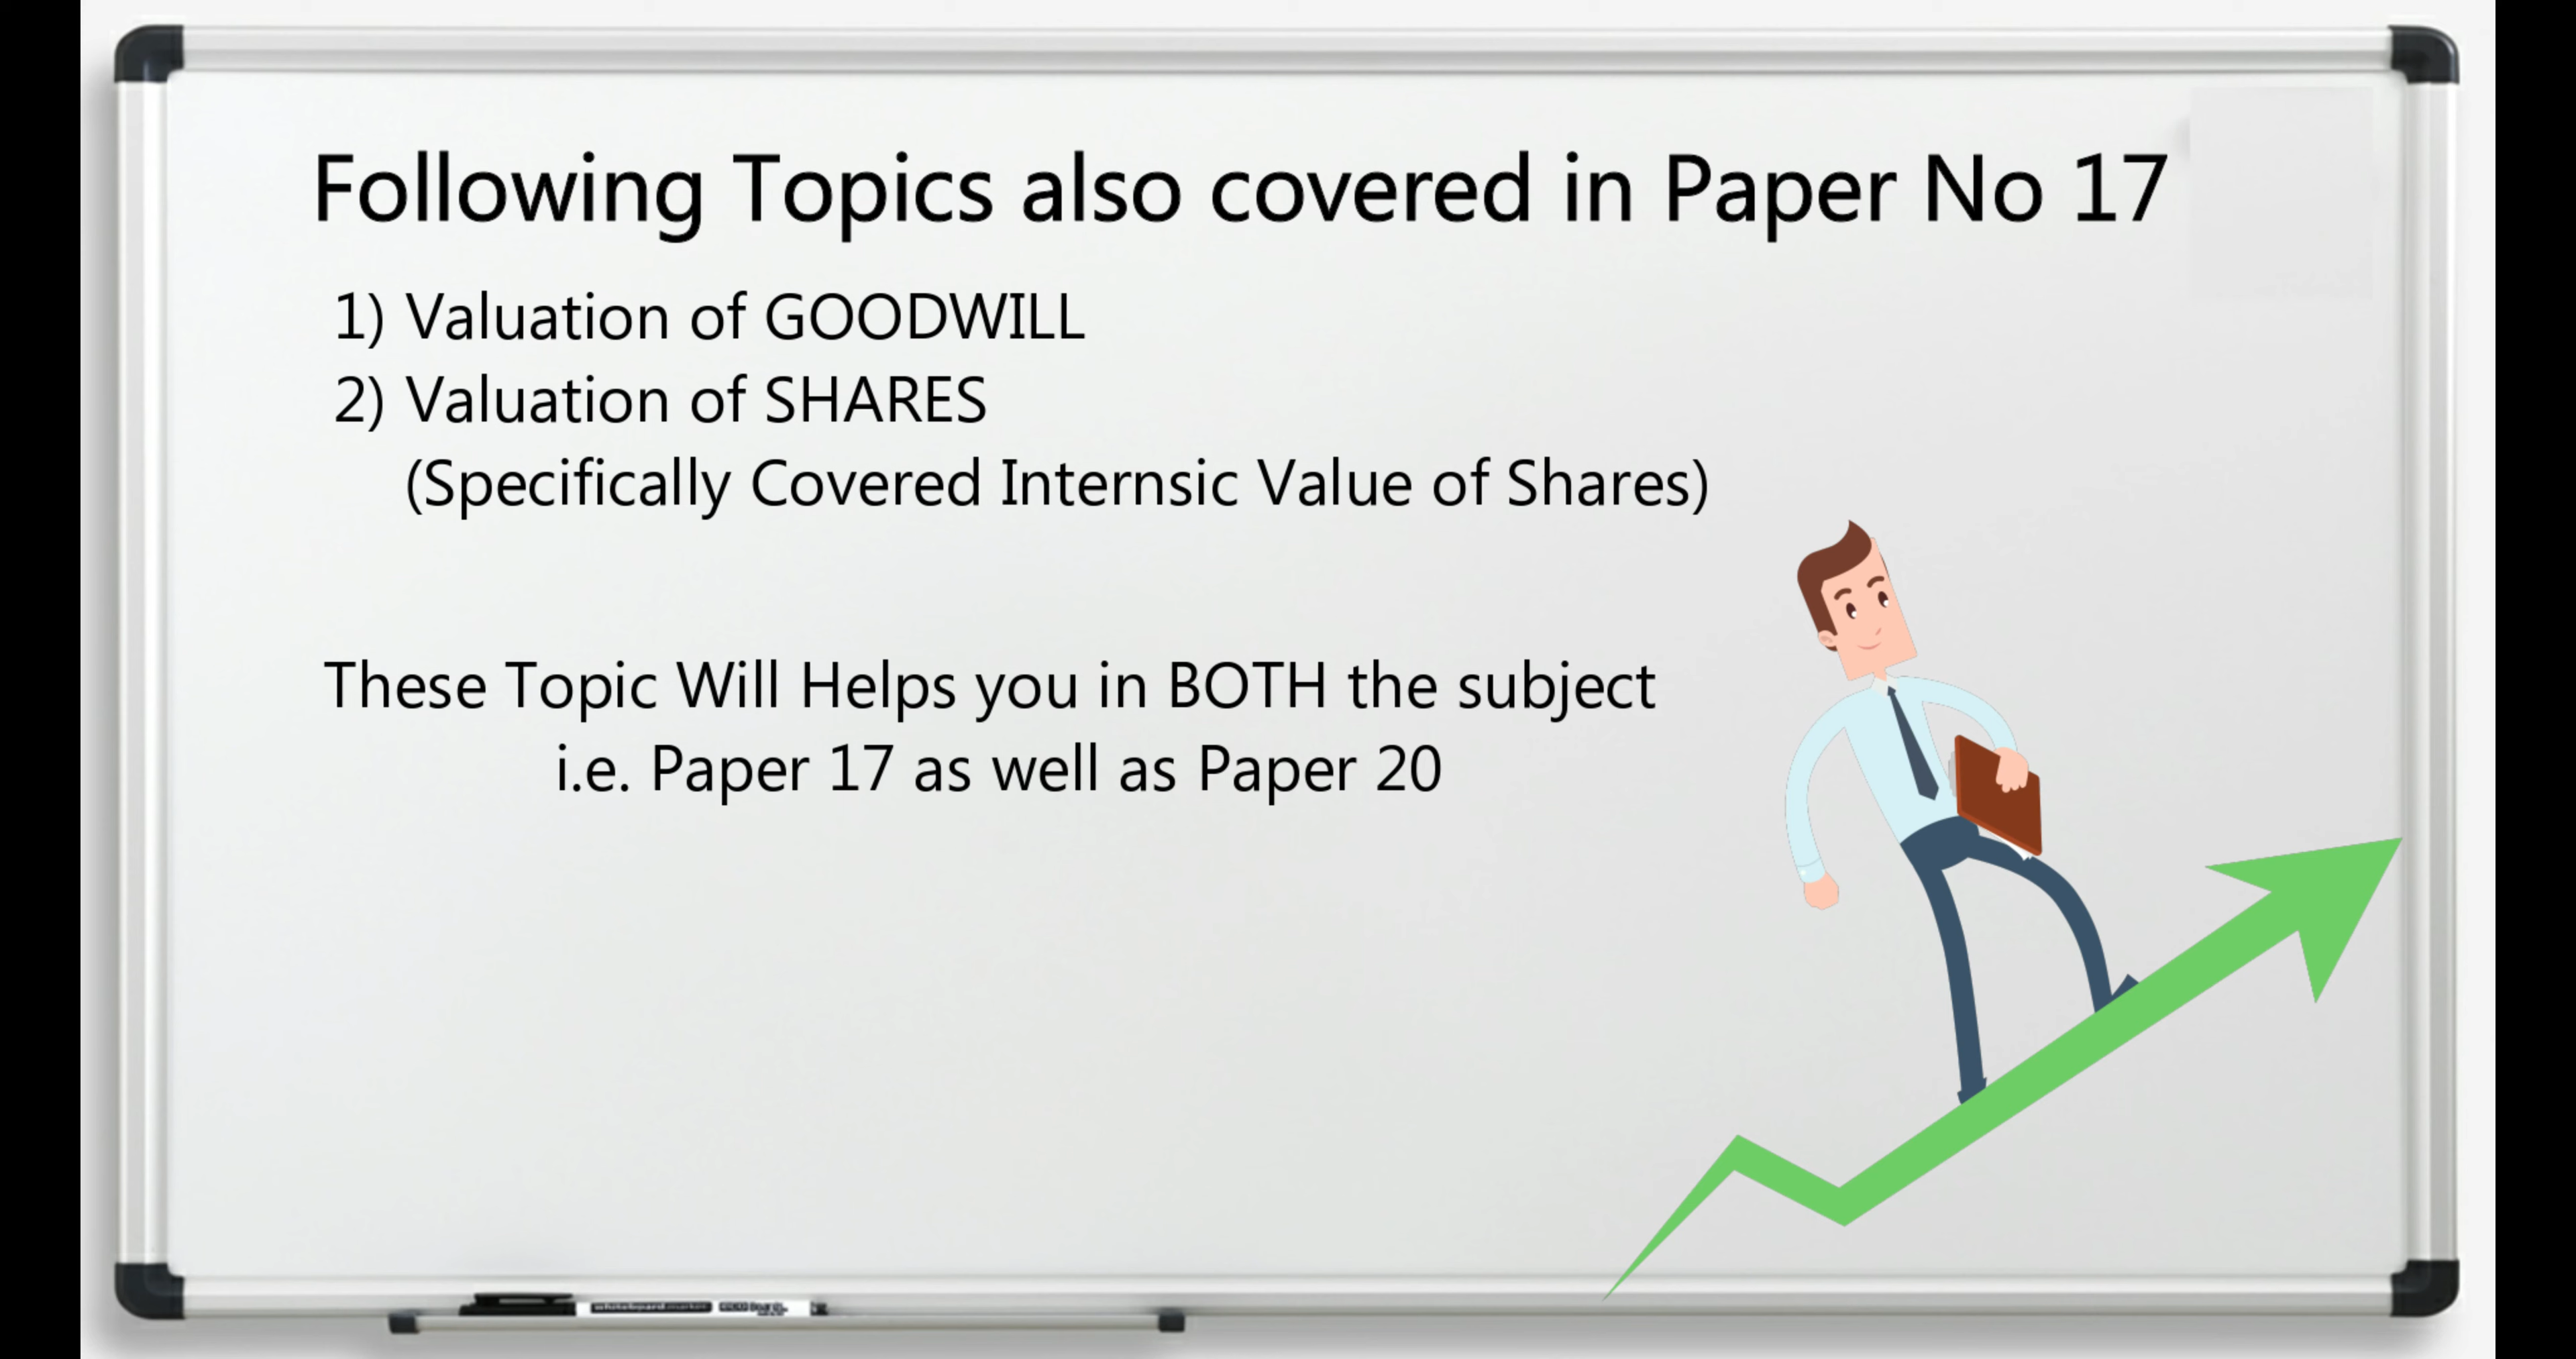 Following Topics also covered in Paper No 17
1) Valuation of GOODWILL
2) Valuation of SHARES
(Specifically Covered Internsic Value of Shares)
These Topic Will Helps you in BOTH the subject
i.e. Paper 17 as well as Paper 20